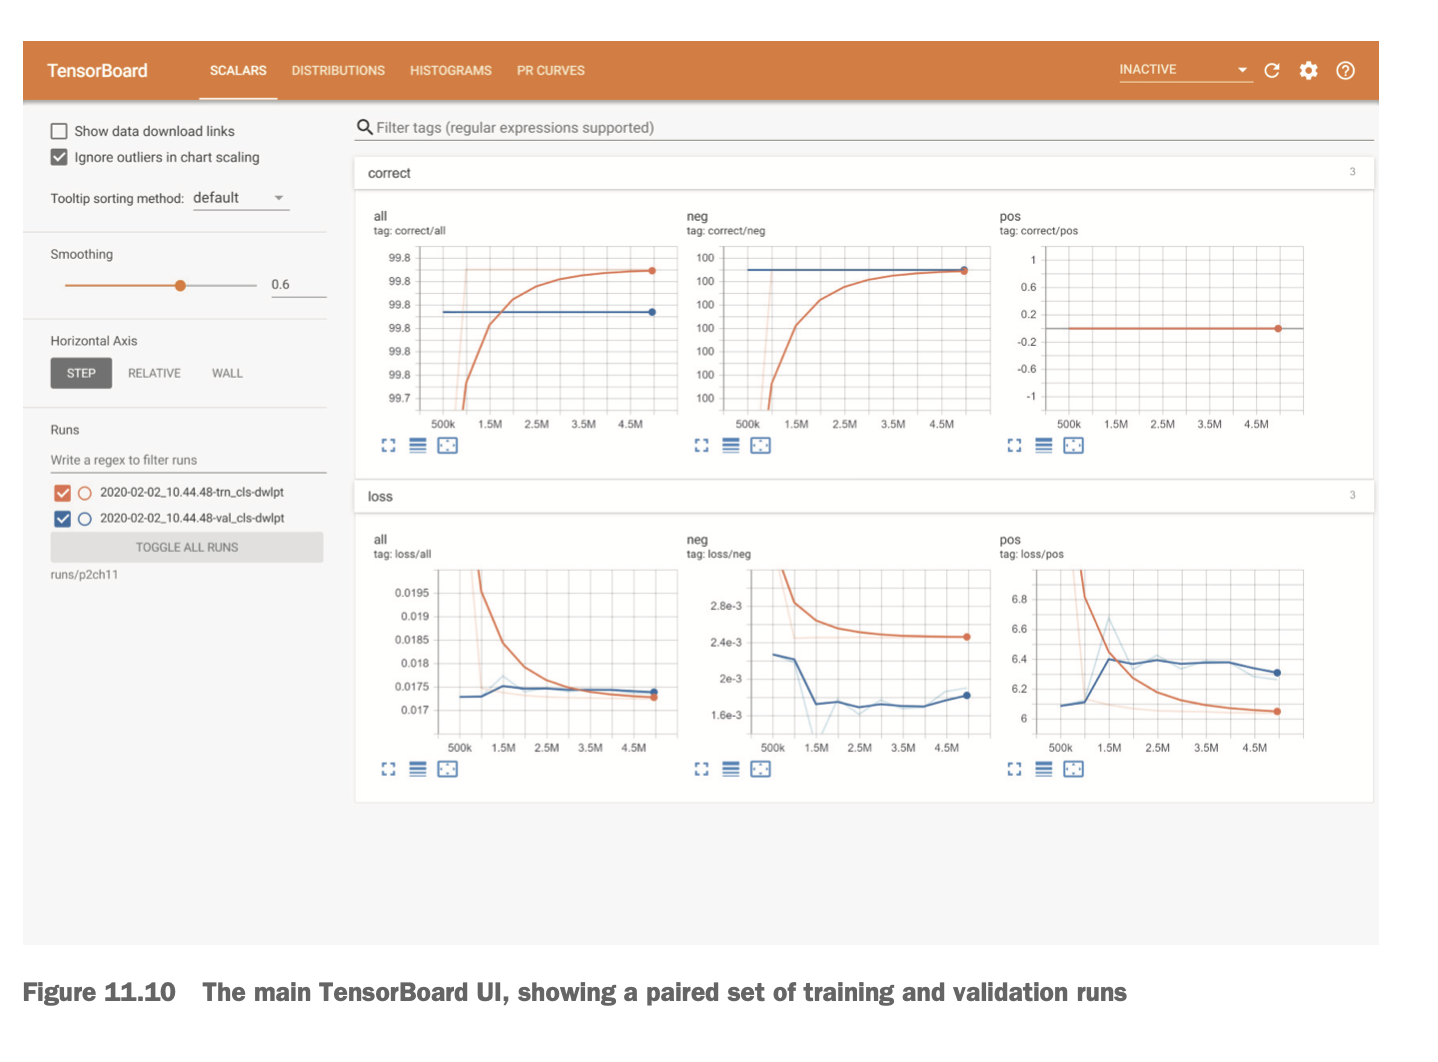 TensorBoard SCALARS DISTRIBUTIONS HISTOGRAMS PR CURVES INACTIVE
Show data download links
Ignore outliers in chart scaling
Tooltip sorting method: default
Smoothing
0.6
Horizontal Axis
STEP RELATIVE WALL
Runs
Write a regex to filter runs
2020-02-02_10.44.48-trn_cls-dwlpt
2020-02-02_10.44.48-val_cls-dwlpt
TOGGLE ALL RUNS
runs/p2ch11
Filter tags (regular expressions supported)
correct 3
all
tag: correct/all
99.8
99.8
99.8
99.8
99.8
99.8
99.7
500k 1.5M 2.5M 3.5M 4.5M
neg
tag: correct/neg
100
100
100
100
100
100
100
500k 1.5M 2.5M 3.5M 4.5M
pos
tag: correct/pos
1
0.6
0.2
-0.2
-0.6
-1
500k 1.5M 2.5M 3.5M 4.5M
loss 3
all
tag: loss/all
0.0195
0.019
0.0185
0.018
0.0175
0.017
500k 1.5M 2.5M 3.5M 4.5M
neg
tag: loss/neg
2.8e-3
2.4e-3
2e-3
1.6e-3
500k 1.5M 2.5M 3.5M 4.5M
pos
tag: loss/pos
6.8
6.6
6.4
6.2
6
500k 1.5M 2.5M 3.5M 4.5M
Figure 11.10 The main TensorBoard UI, showing a paired set of training and validation runs